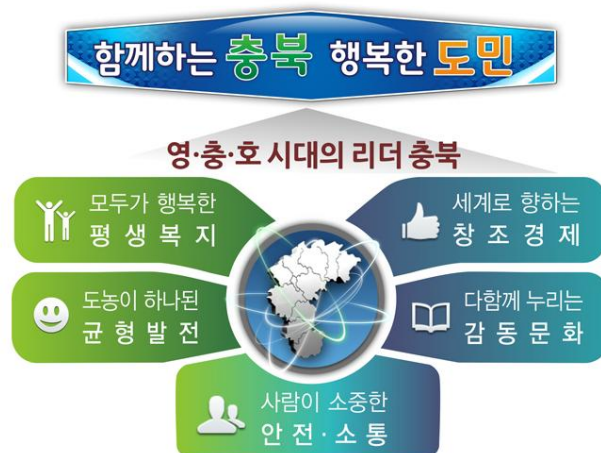 함께하는 충북 행복한 도민
영·충·호 시대의 리더 충북
모두가 행복한
평생복지
세계로 향하는
창조경제
도농이 하나된
균형발전
다함께 누리는
감동문화
사람이 소중한
안전·소통